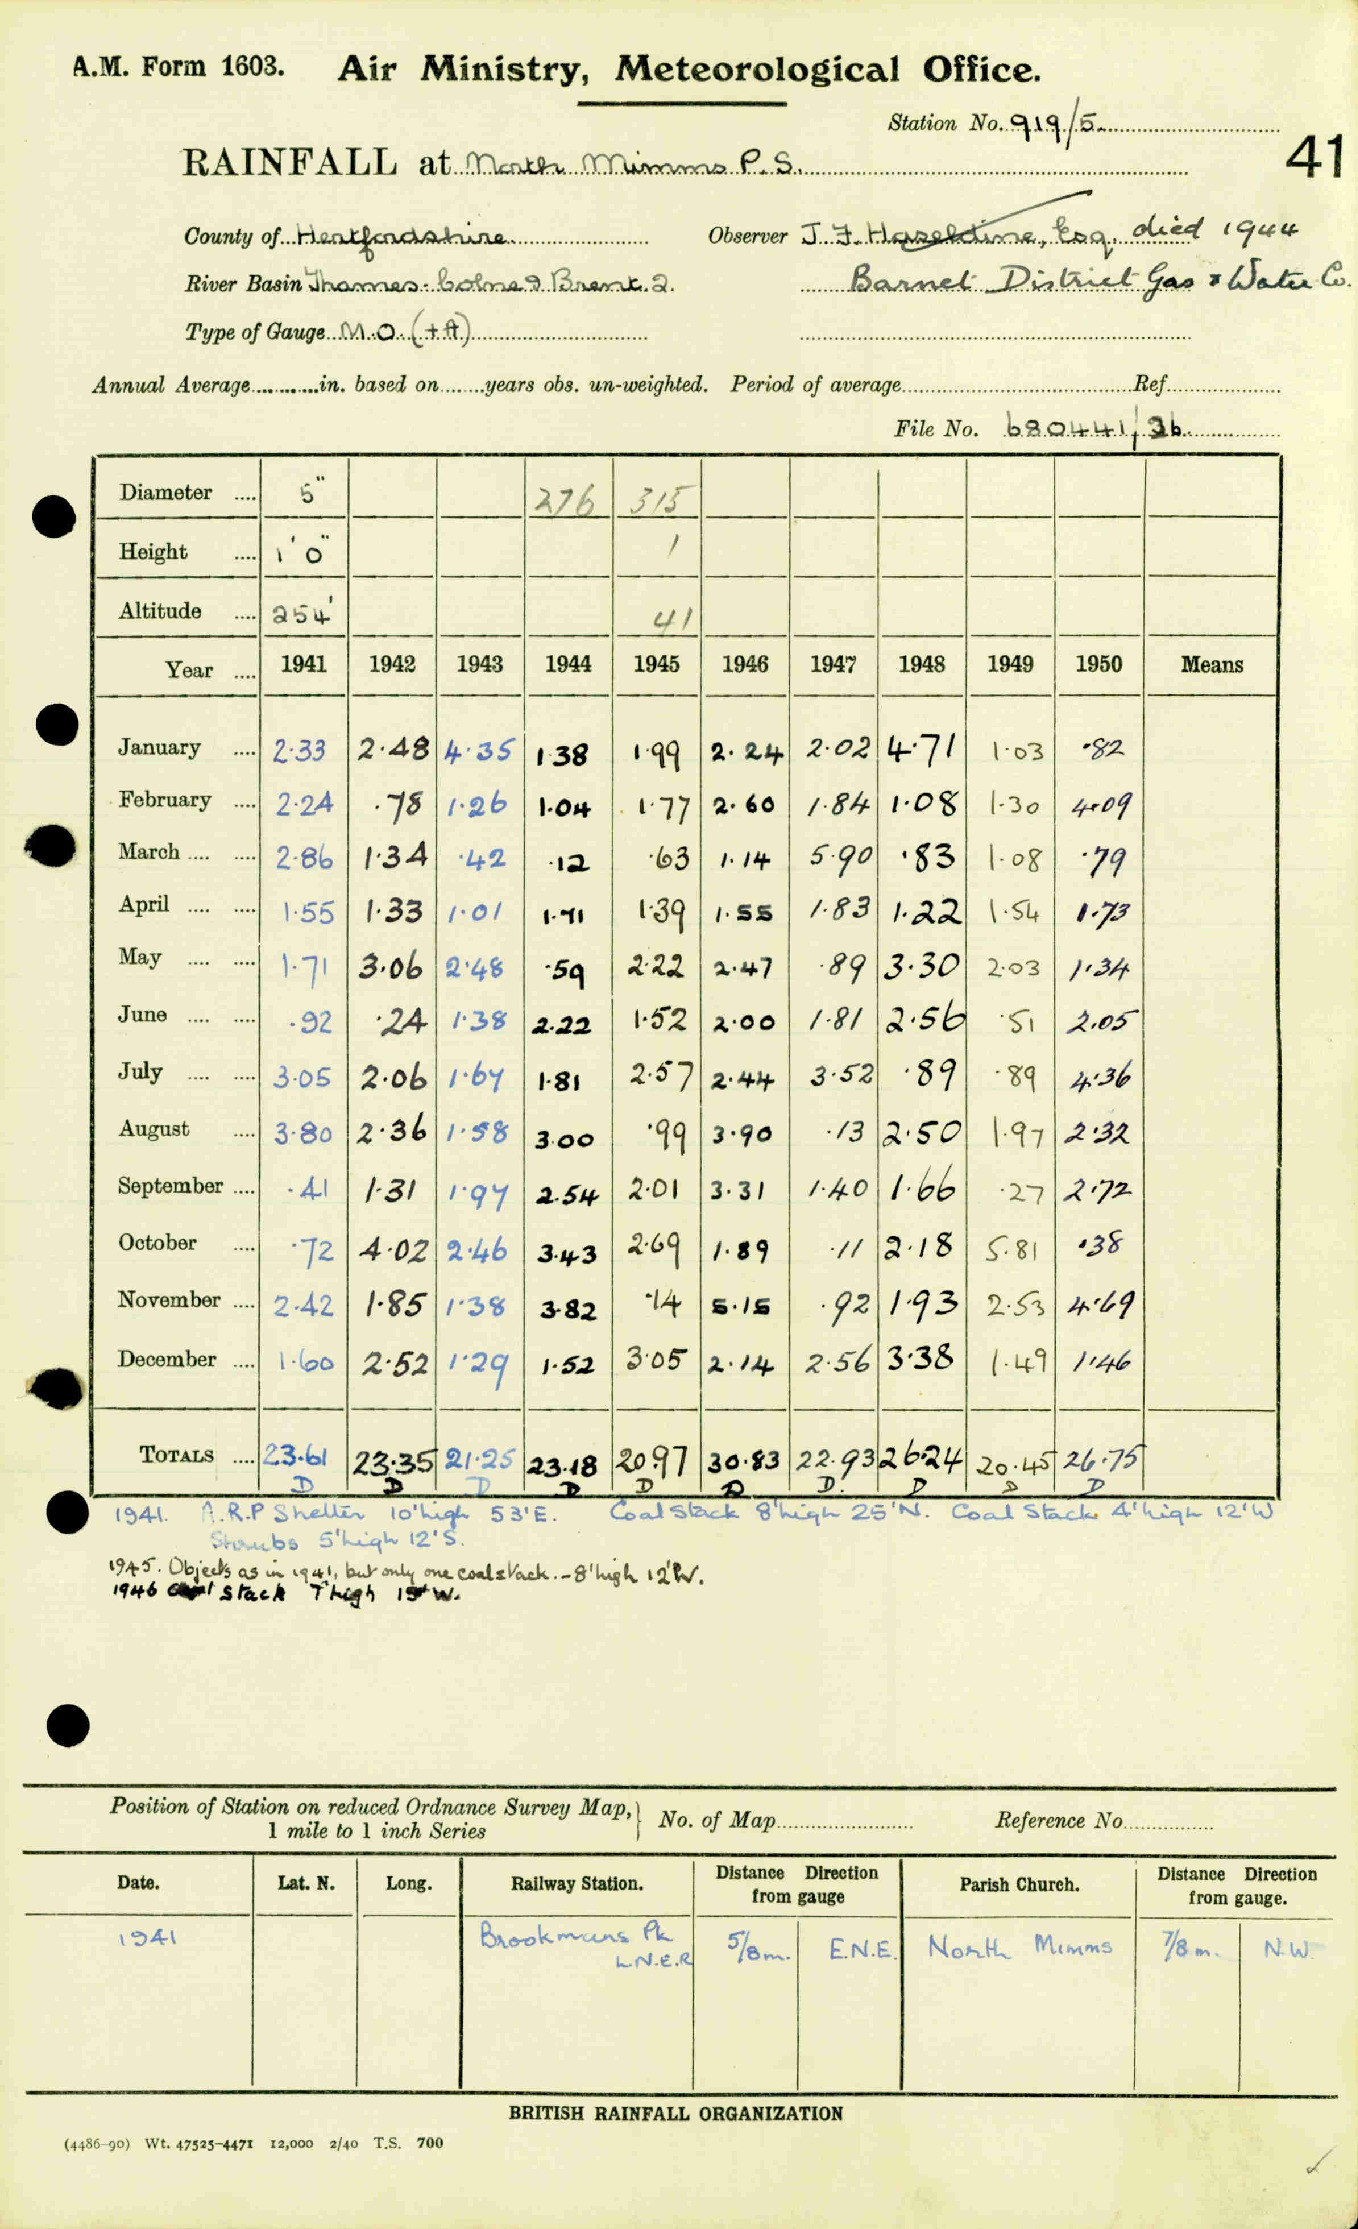 A.M. Form 1603. Air Ministry, Meteorological Office.
Station No. 919/5
41
RAINFALL at North Mimms P.S.
County of Hertfordshire Observer J. F. Hazeldine, Esq. died 1944
River Basin Thames-Colne & Brent. 2. Barnet District Gas & Water Co.
Type of Gauge M.O. (+ft)
Annual Average in. based on years obs. un-weighted. Period of average Ref
File No. 680441/36
Diameter .... 5" 276 315
Height .... 1' 0" 1
Altitude .... 254' 41
Year .... 1941 1942 1943 1944 1945 1946 1947 1948 1949 1950 Means
January .... 2.33 2.48 4.35 1.38 1.99 2.24 2.02 4.71 1.03 .82
February .... 2.24 .78 1.26 1.04 1.77 2.60 1.84 1.08 1.30 4.09
March .... .... 2.86 1.34 .42 .12 .63 1.14 5.90 .83 1.08 .79
April .... .... 1.55 1.33 1.01 1.71 1.39 1.55 1.83 1.22 1.54 1.73
May .... .... 1.71 3.06 2.48 .59 2.22 2.47 .89 3.30 2.03 1.34
June .... .... .92 .24 1.38 2.22 1.52 2.00 1.81 2.56 .51 2.05
July .... .... 3.05 2.06 1.67 1.81 2.57 2.44 3.52 .89 .89 4.36
August .... 3.80 2.36 1.58 3.00 .99 3.90 .13 2.50 1.97 2.32
September .... .41 1.31 1.97 2.54 2.01 3.31 1.40 1.66 .27 2.72
October .... .72 4.02 2.46 3.43 2.69 1.89 .11 2.18 5.81 .38
November .... 2.42 1.85 1.38 3.82 .14 5.15 .92 1.93 2.53 4.69
December .... 1.60 2.52 1.29 1.52 3.05 2.14 2.56 3.38 1.49 1.46
TOTALS .... 23.61 23.35 21.25 23.18 20.97 30.83 22.93 26.24 20.45 26.75
D D D D D D D. D D D
1941. A.R.P Shelter 10'high 53'E. Coal Stack 8'high 25'N. Coal Stack 4'high 12'W
Shrubs 5'high 12'S.
1945. Objects as in 1941, but only one coalstack. - 8'high 12'W.
1946 stack 7'high W.
Position of Station on reduced Ordnance Survey Map,} No. of Map Reference No
1 mile to 1 inch Series
Date. Lat. N. Long. Railway Station. Distance Direction from gauge Parish Church. Distance Direction from gauge.
1941 Brookmans Pk L.N.E.R 5/8m. E.N.E. North Mimms 7/8m. N.W.
BRITISH RAINFALL ORGANIZATION
(4486-90) Wt. 47525-4471 12,000 2/40 T.S. 700